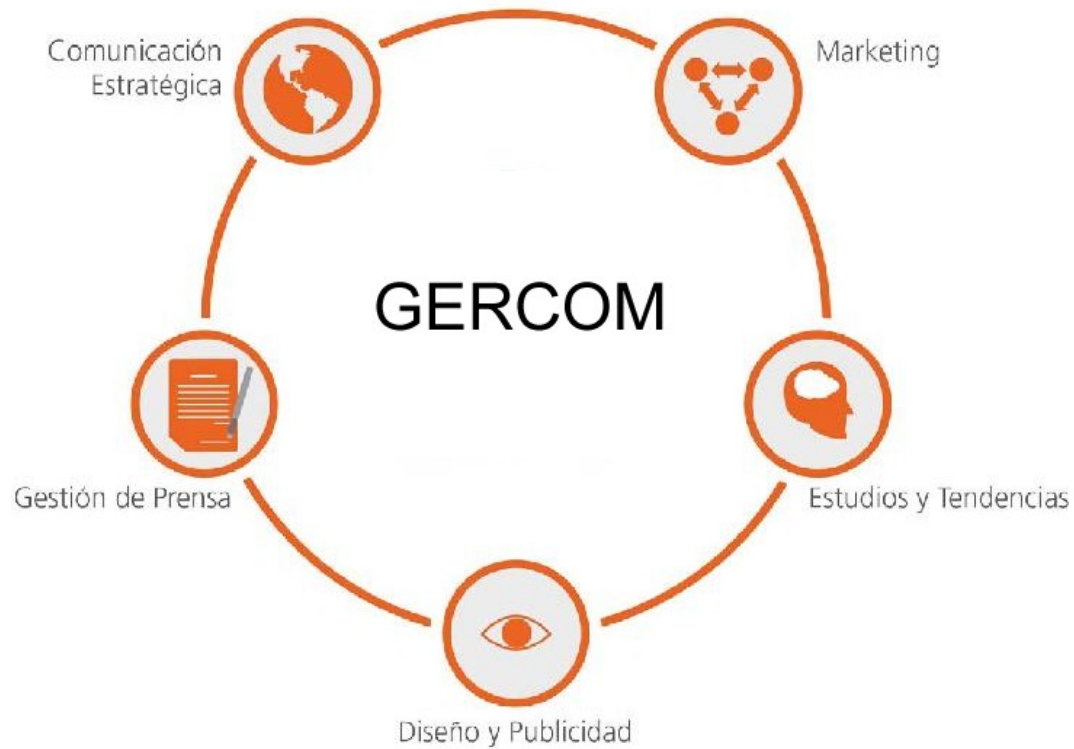 Comunicación
Estratégica
Marketing
GERCOM
Gestión de Prensa
Estudios y Tendencias
Diseño y Publicidad